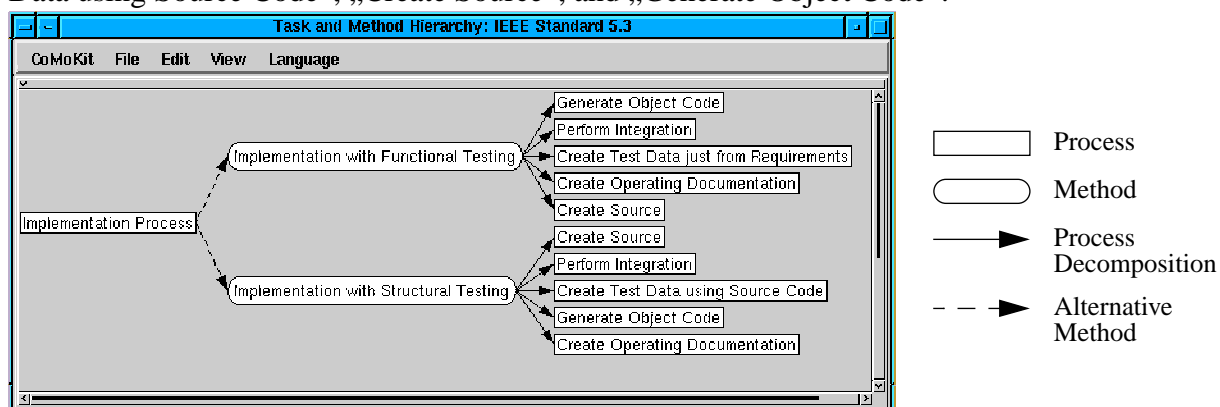 Data using Source Code“, „Create Source“, and „Generate Object Code“.
Task and Method Hierarchy: IEEE Standard 5.3
CoMoKit File Edit View Language
Generate Object Code
Perform Integration
Implementation with Functional Testing
Create Test Data just from Requirements
Create Operating Documentation
Create Source
Implementation Process
Create Source
Perform Integration
Implementation with Structural Testing
Create Test Data using Source Code
Generate Object Code
Create Operating Documentation
Process
Method
Process
Decomposition
Alternative
Method